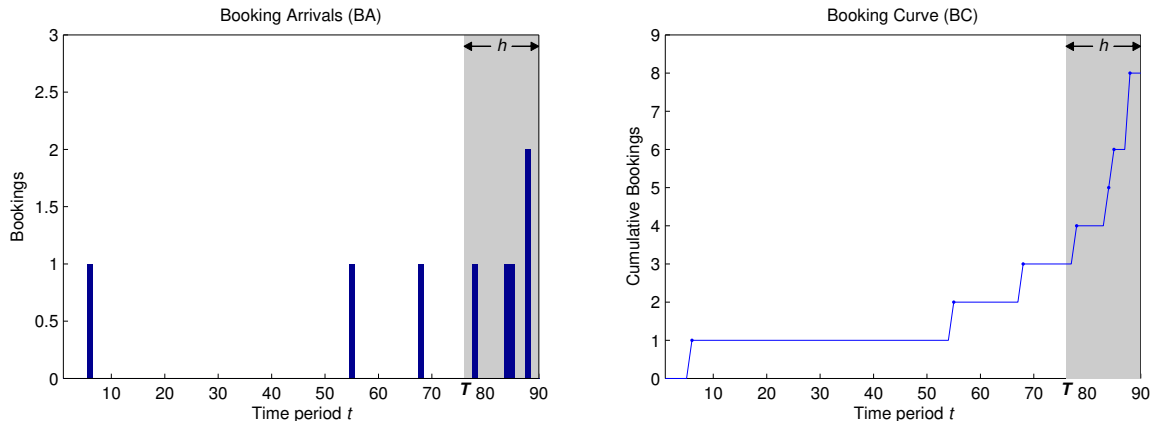 Booking Arrivals (BA)
3
2.5
2
1.5
1
0.5
0
Bookings
h
10 20 30 40 50 60 70 T 80 90
Time period t
Booking Curve (BC)
9
8
7
6
5
4
3
2
1
0
Cumulative Bookings
h
10 20 30 40 50 60 70 T 80 90
Time period t